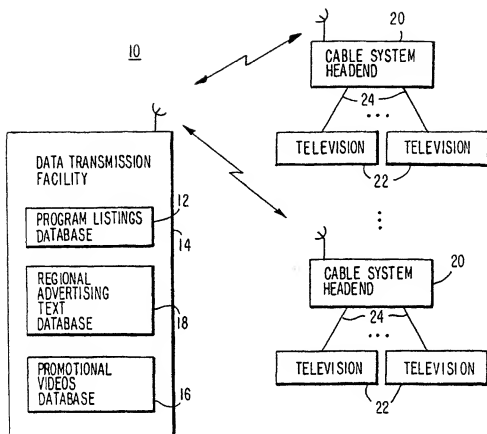 10
DATA TRANSMISSION
FACILITY
12
PROGRAM LISTINGS
DATABASE
14
REGIONAL
ADVERTISING
TEXT
DATABASE
18
PROMOTIONAL
VIDEOS
DATABASE
16
20
CABLE SYSTEM
HEADEND
24
...
TELEVISION
TELEVISION
22
CABLE SYSTEM
HEADEND
20
24
...
TELEVISION
TELEVISION
22